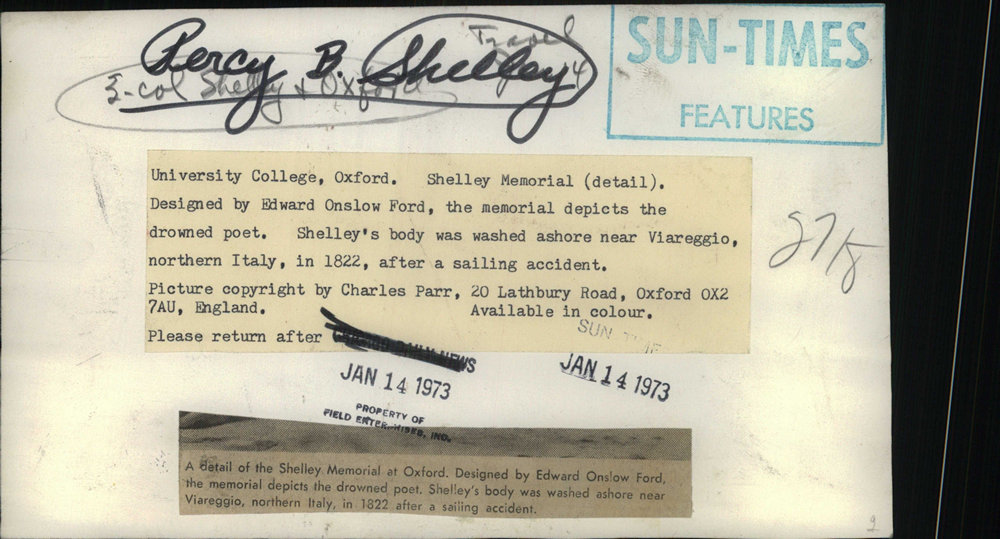 Percy B. Shelley
Travel
4
3-col Shelley + Oxford
SUN-TIMES
FEATURES
University College, Oxford. Shelley Memorial (detail).
Designed by Edward Onslow Ford, the memorial depicts the
drowned poet. Shelley's body was washed ashore near Viareggio,
northern Italy, in 1822, after a sailing accident.
Picture copyright by Charles Parr, 20 Lathbury Road, Oxford OX2
7AU, England. Available in colour.
Please return after
SUN TIME
DAILY NEWS
JAN 14 1973
JAN 14 1973
PROPERTY OF
FIELD ENTERPRISES, INC.
A detail of the Shelley Memorial at Oxford. Designed by Edward Onslow Ford,
the memorial depicts the drowned poet. Shelley's body was washed ashore near
Viareggio, northern Italy, in 1822 after a sailing accident.